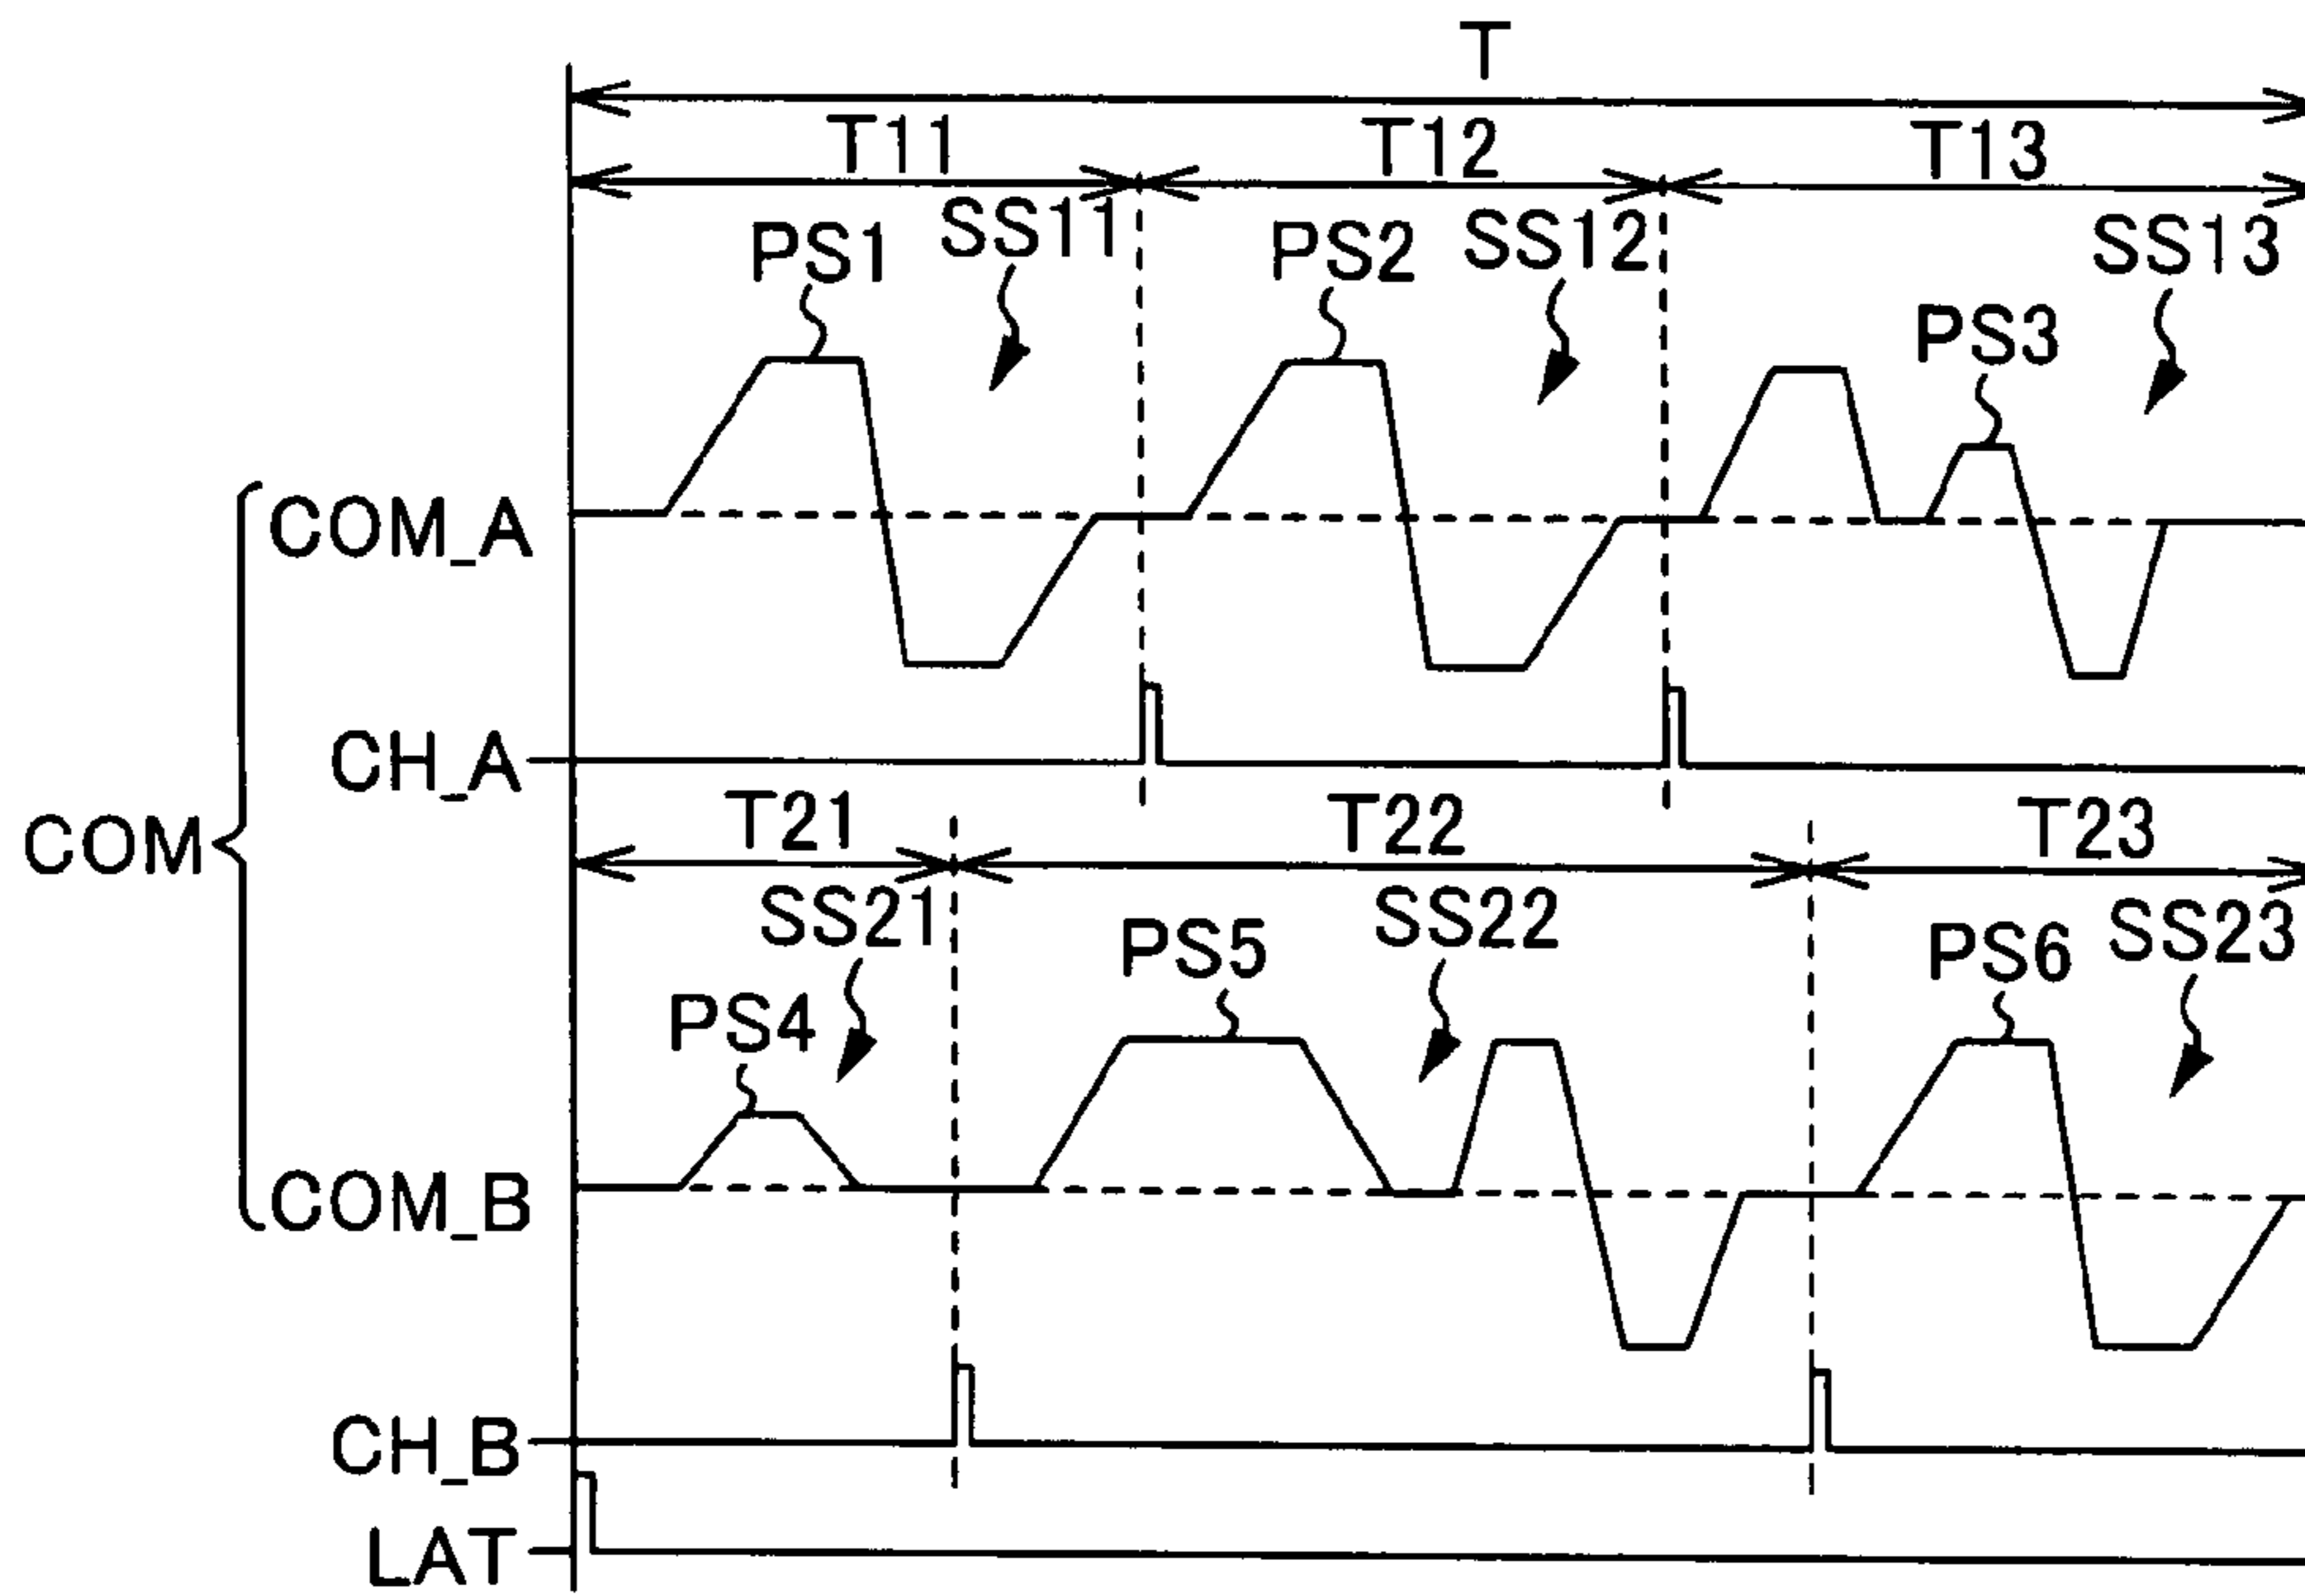 T
T11 T12 T13
PS1 SS11 PS2 SS12 PS3 SS13
COM_A
CH_A
COM
T21 T22 T23
PS4 SS21 PS5 SS22 PS6 SS23
COM_B
CH_B
LAT